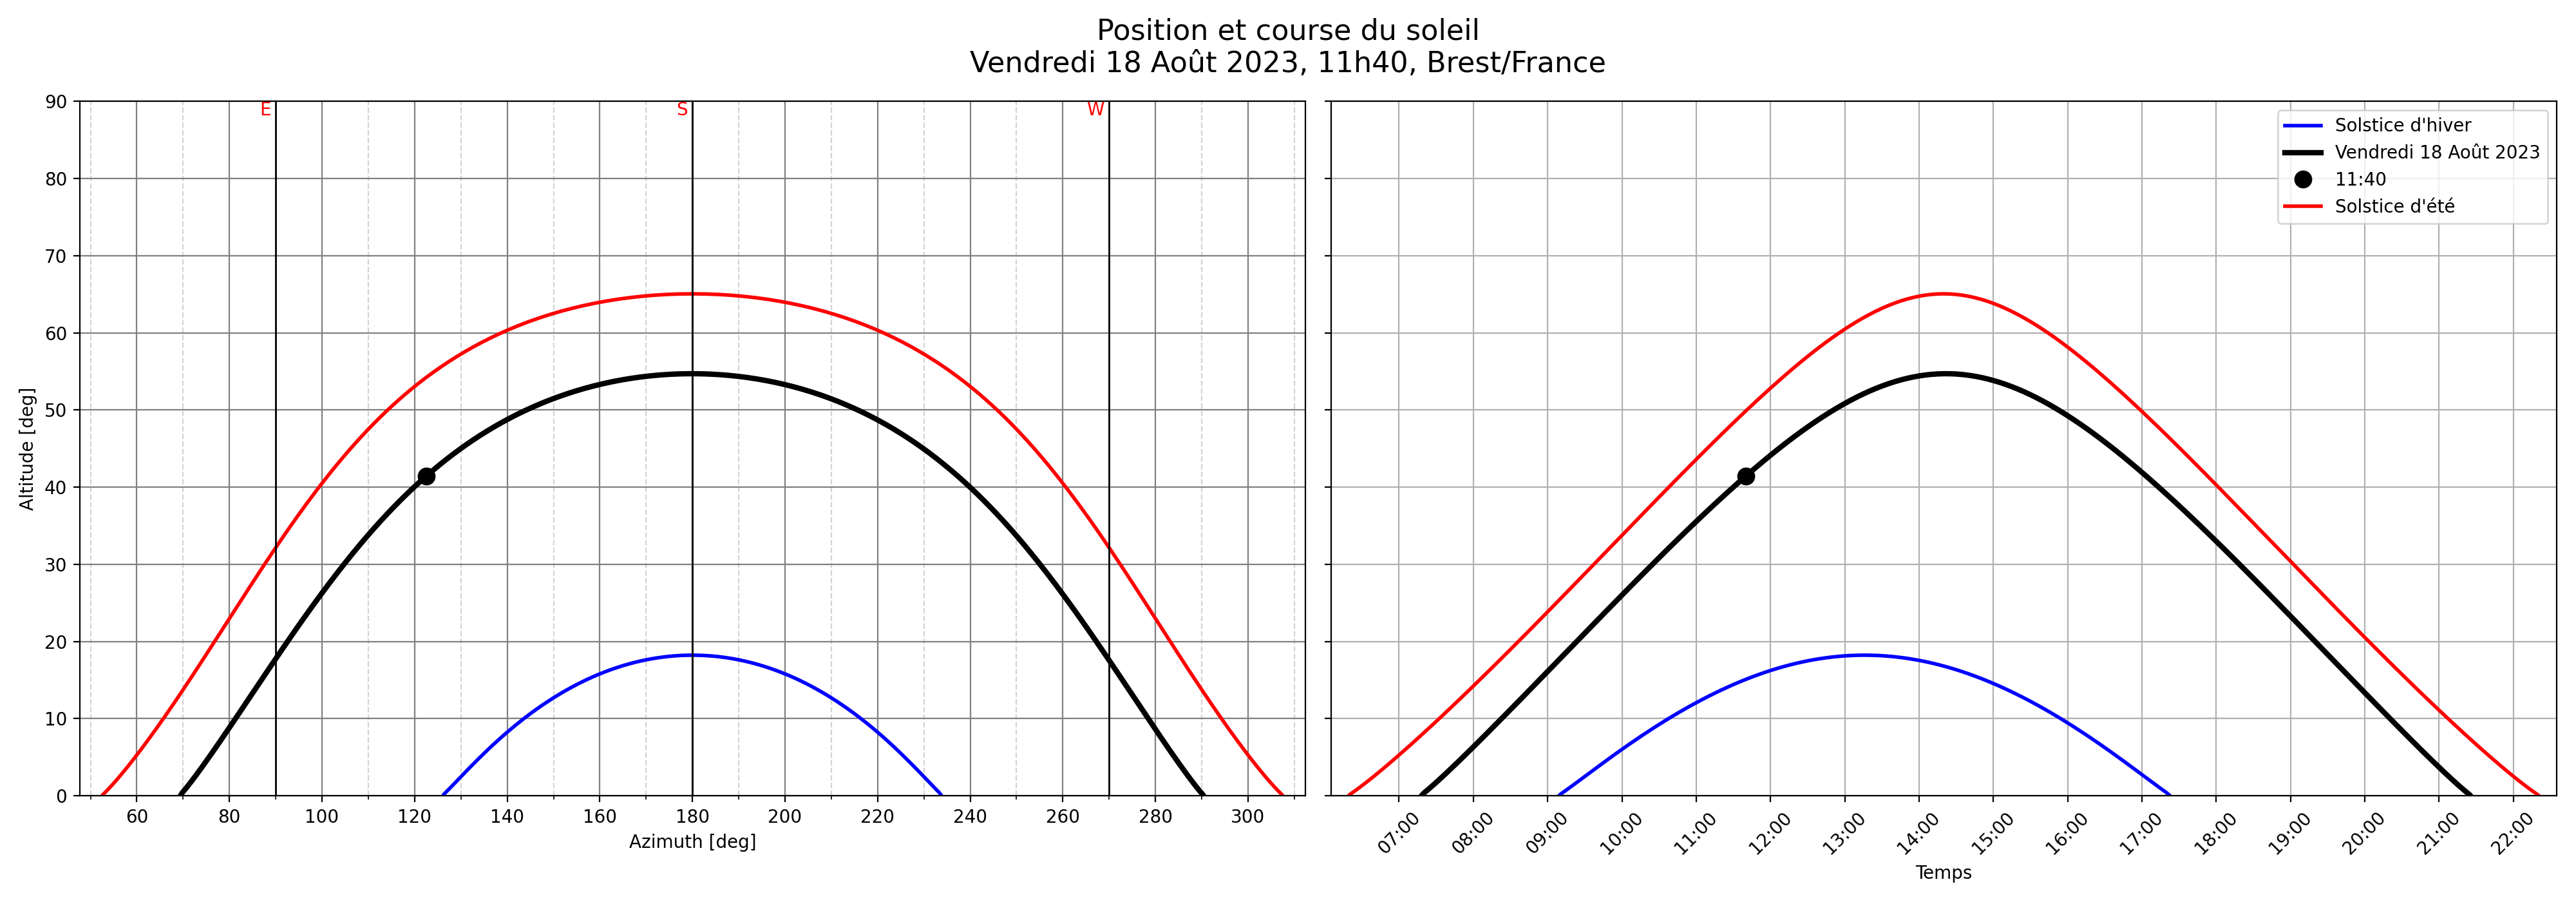 Position et course du soleil
Vendredi 18 Août 2023, 11h40, Brest/France
E
S
W
90
80
70
60
50
40
30
20
10
0
Altitude [deg]
60 80 100 120 140 160 180 200 220 240 260 280 300
Azimuth [deg]
Solstice d'hiver
Vendredi 18 Août 2023
11:40
Solstice d'été
07:00 08:00 09:00 10:00 11:00 12:00 13:00 14:00 15:00 16:00 17:00 18:00 19:00 20:00 21:00 22:00
Temps